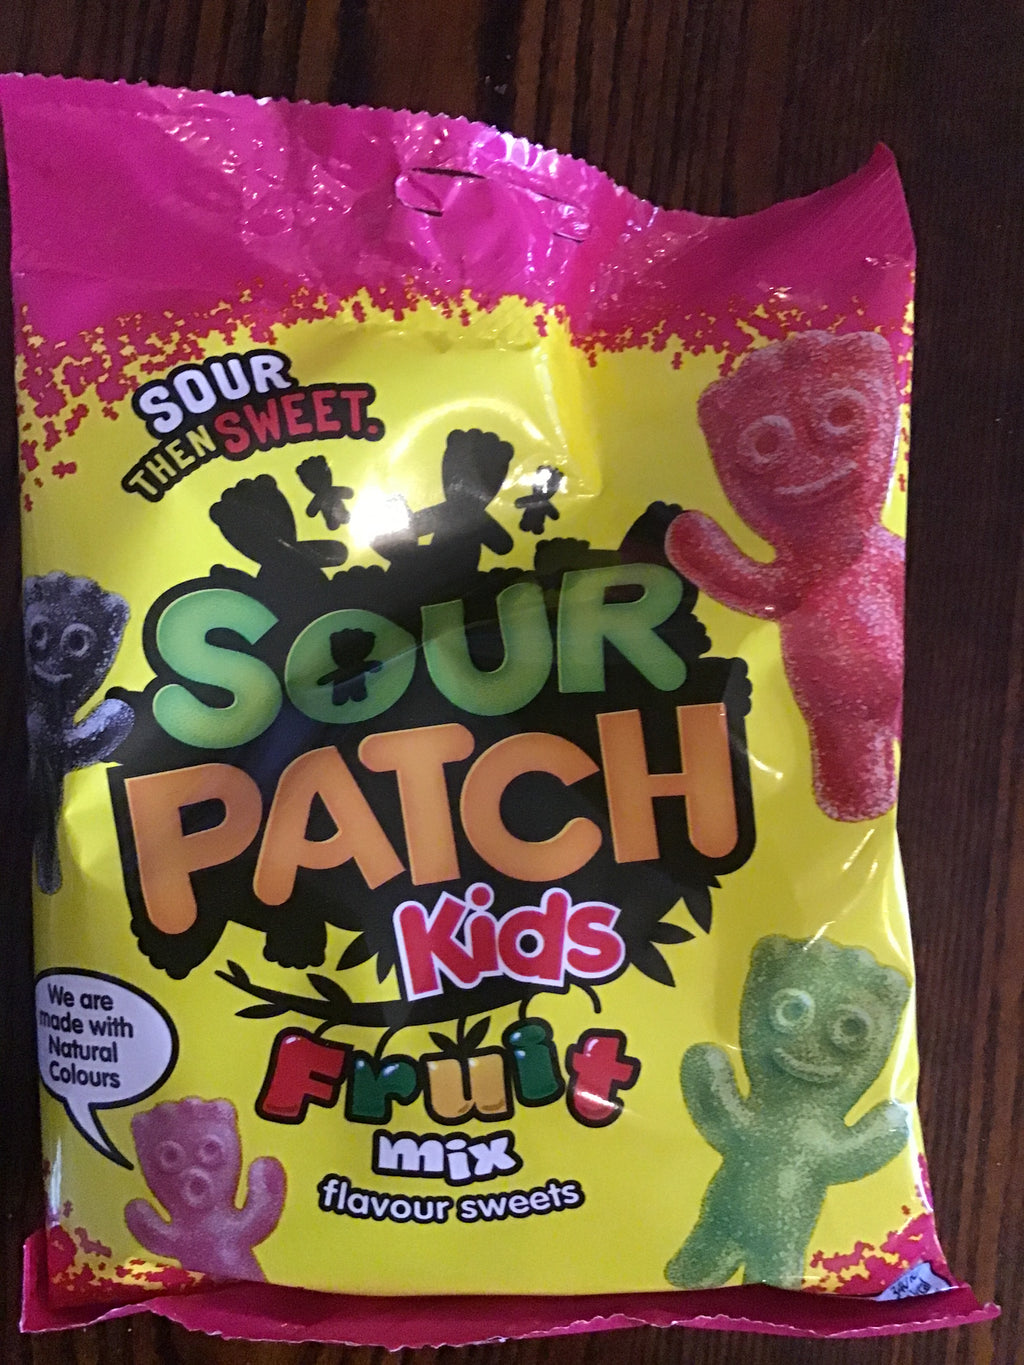 SOUR
THEN SWEET.
SOUR
PATCH
Kids
We are
made with
Natural
Colours
Fruit
mix
flavour sweets